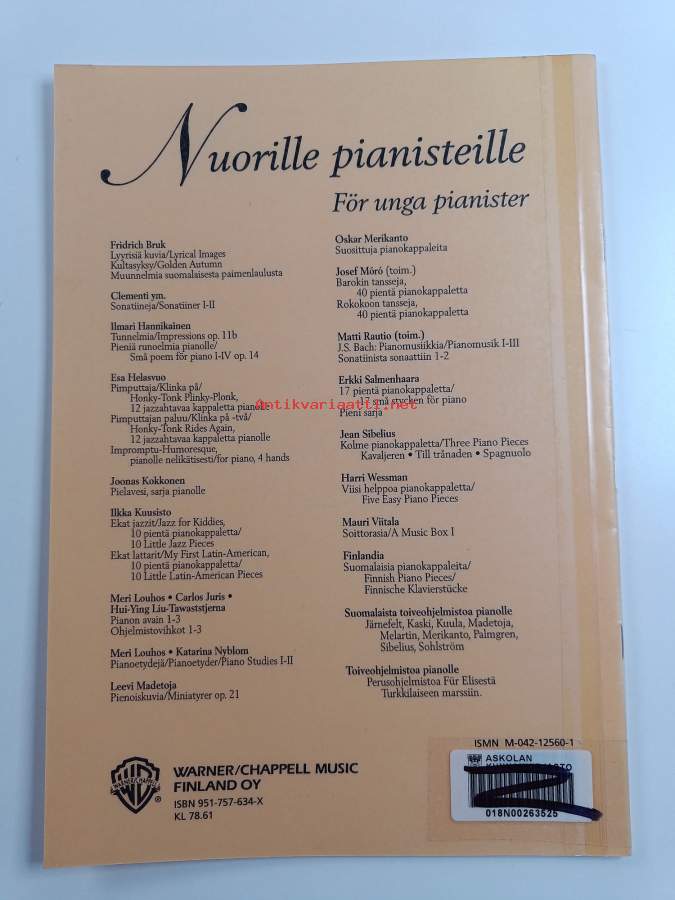 Nuorille pianisteille
För unga pianister
Fridrich Bruk
Lyyrisiä kuvia/Lyrical Images
Kultasyksy/Golden Autumn
Muunnelmia suomalaisesta paimenlaulusta
Clementi ym.
Sonatiineja/Sonatiiner I-II
Ilmari Hannikainen
Tunnelmia/Impressions op. 11b
Pieniä runoelmia pianolle/
Små poem för piano I-IV op. 14
Esa Helasvuo
Pimputtaja/Klinka på/
Honky-Tonk Plinky-Plonk,
12 jazzahtavaa kappaletta pianolle
Pimputtajan paluu/Klinka på -två/
Honky-Tonk Rides Again,
12 jazzahtavaa kappaletta pianolle
Impromptu-Humoresque,
pianolle nelikätisesti/for piano, 4 hands
Joonas Kokkonen
Pielavesi, sarja pianolle
Ilkka Kuusisto
Ekat jazzit/Jazz for Kiddies,
10 pientä pianokappaletta/
10 Little Jazz Pieces
Ekat lattarit/My First Latin-American,
10 pientä pianokappaletta/
10 Little Latin-American Pieces
Meri Louhos • Carlos Juris •
Hui-Ying Liu-Tawaststjerna
Pianon avain 1-3
Ohjelmistovihkot 1-3
Meri Louhos • Katarina Nyblom
Pianoetydejä/Pianoetyder/Piano Studies I-II
Leevi Madetoja
Pienoiskuvia/Miniatyrer op. 21
Oskar Merikanto
Suosittuja pianokappaleita
Josef Móró (toim.)
Barokin tansseja,
40 pientä pianokappaletta
Rokokoon tansseja,
40 pientä pianokappaletta
Matti Rautio (toim.)
J.S. Bach: Pianomusiikkia/Pianomusik I-III
Sonatiinista sonaattiin 1-2
Erkki Salmenhaara
17 pientä pianokappaletta/
17 små stycken för piano
Pieni sarja
Jean Sibelius
Kolme pianokappaletta/Three Piano Pieces
Kavaljeren • Till trånaden • Spagnuolo
Harri Wessman
Viisi helppoa pianokappaletta/
Five Easy Piano Pieces
Mauri Viitala
Soittorasia/A Music Box I
Finlandia
Suomalaisia pianokappaleita/
Finnish Piano Pieces/
Finnische Klavierstücke
Suomalaista toiveohjelmistoa pianolle
Järnefelt, Kaski, Kuula, Madetoja,
Melartin, Merikanto, Palmgren,
Sibelius, Sohlström
Toiveohjelmistoa pianolle
Perusohjelmistoa Für Elisestä
Turkkilaiseen marssiin.
Antikvariaatti.net
WARNER/CHAPPELL
®
WARNER/CHAPPELL MUSIC
FINLAND OY
ISBN 951-757-634-X
KL 78.61
ISMN M-042-12560-1
ASKOLAN
018N00263525